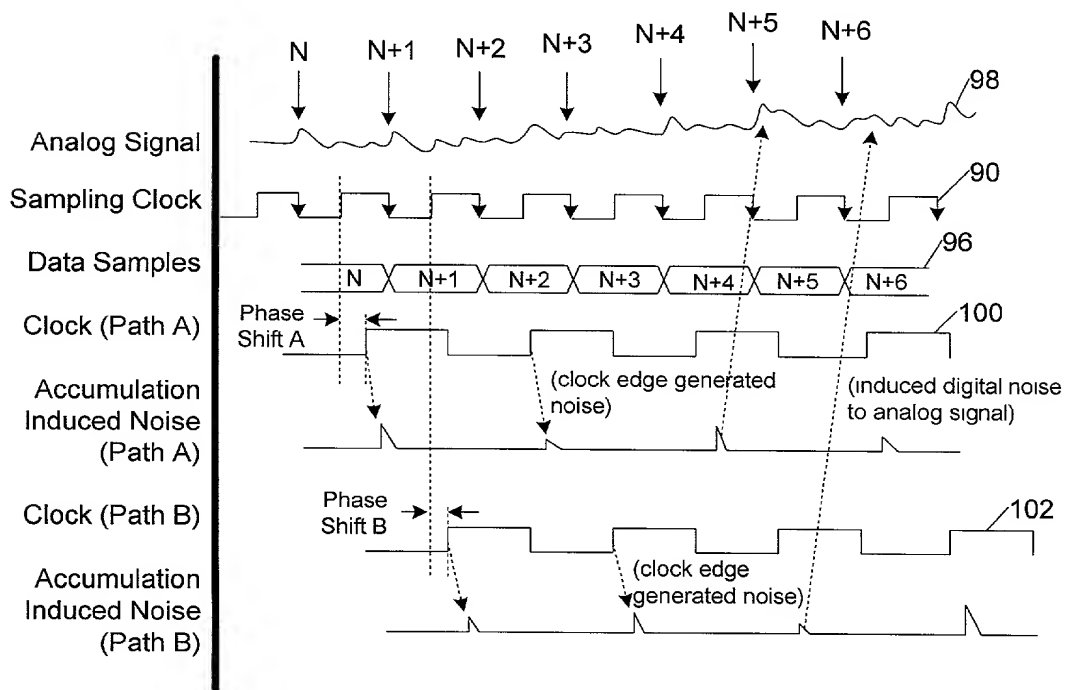 N N+1 N+2 N+3 N+4 N+5 N+6
98
Analog Signal
Sampling Clock
90
Data Samples
N N+1 N+2 N+3 N+4 N+5 N+6
96
Clock (Path A)
Phase
Shift A
100
Accumulation
Induced Noise
(Path A)
(clock edge generated
noise)
(induced digital noise
to analog signal)
Clock (Path B)
Phase
Shift B
102
Accumulation
Induced Noise
(Path B)
(clock edge
generated noise)